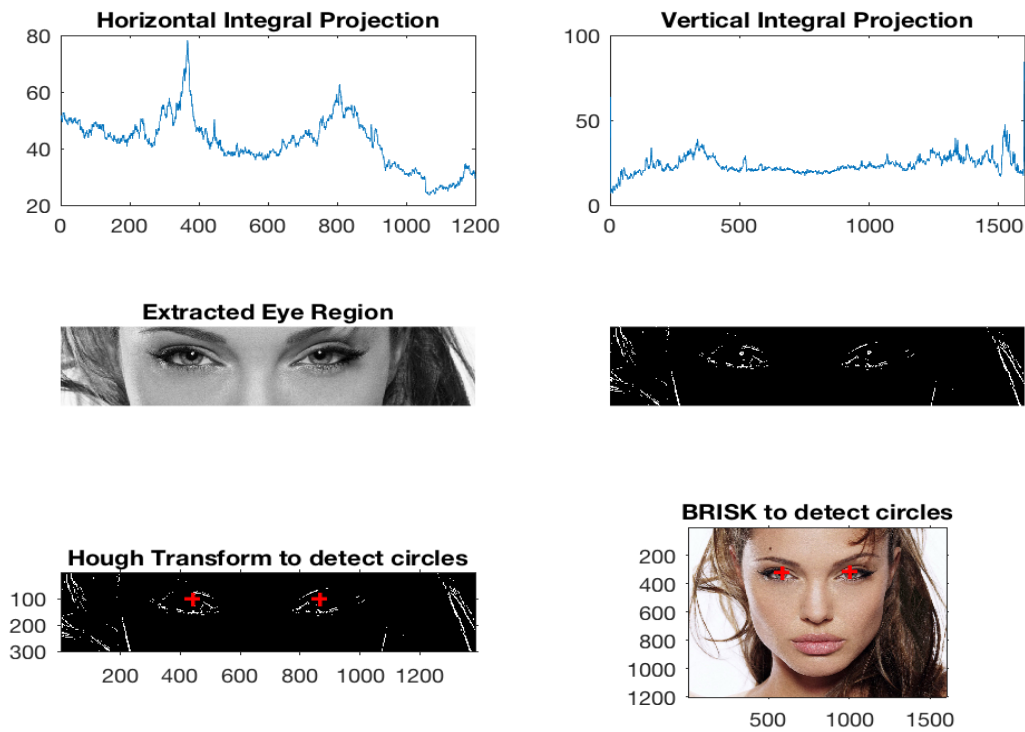 Horizontal Integral Projection
80
60
40
20
0 200 400 600 800 1000 1200
Vertical Integral Projection
100
50
0
0 500 1000 1500
Extracted Eye Region
Hough Transform to detect circles
100
200
300
200 400 600 800 1000 1200
BRISK to detect circles
200
400
600
800
1000
1200
500 1000 1500